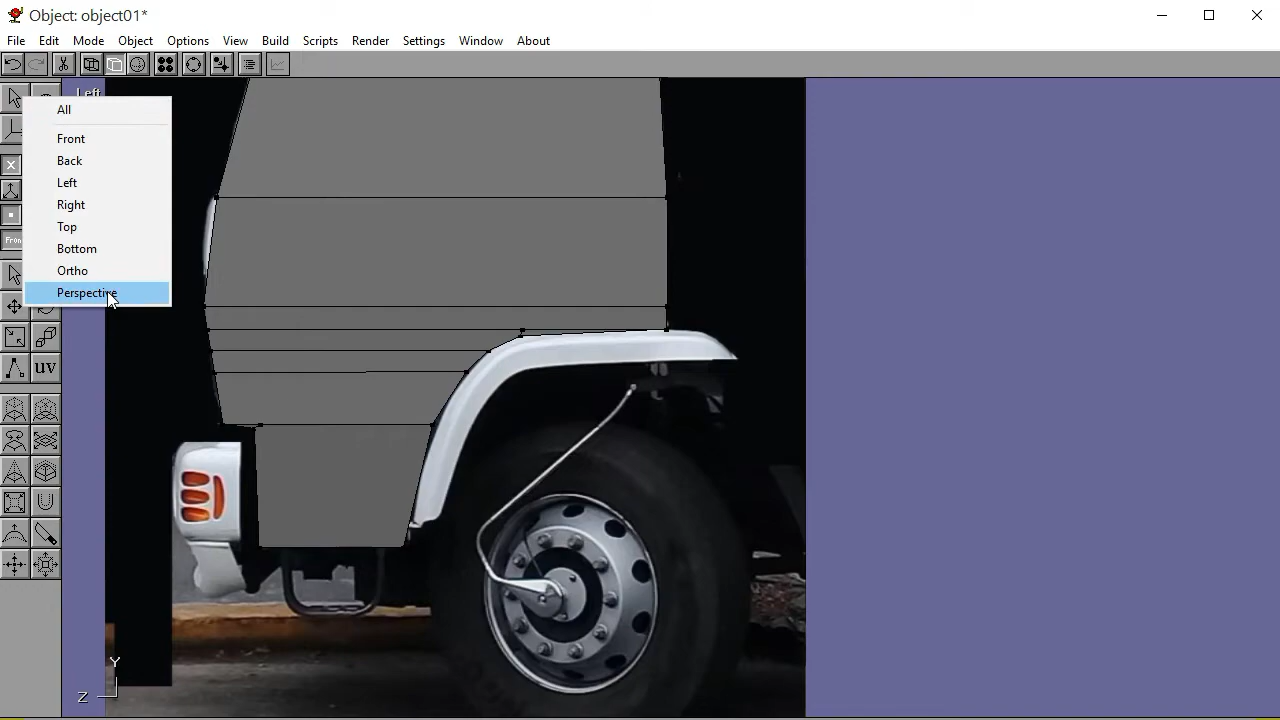 Object: object01*
File Edit Mode Object Options View Build Scripts Render Settings Window About
Left
All
Front
Back
Left
Right
Top
Bottom
Ortho
Perspective
Fron
uv
Y
Z